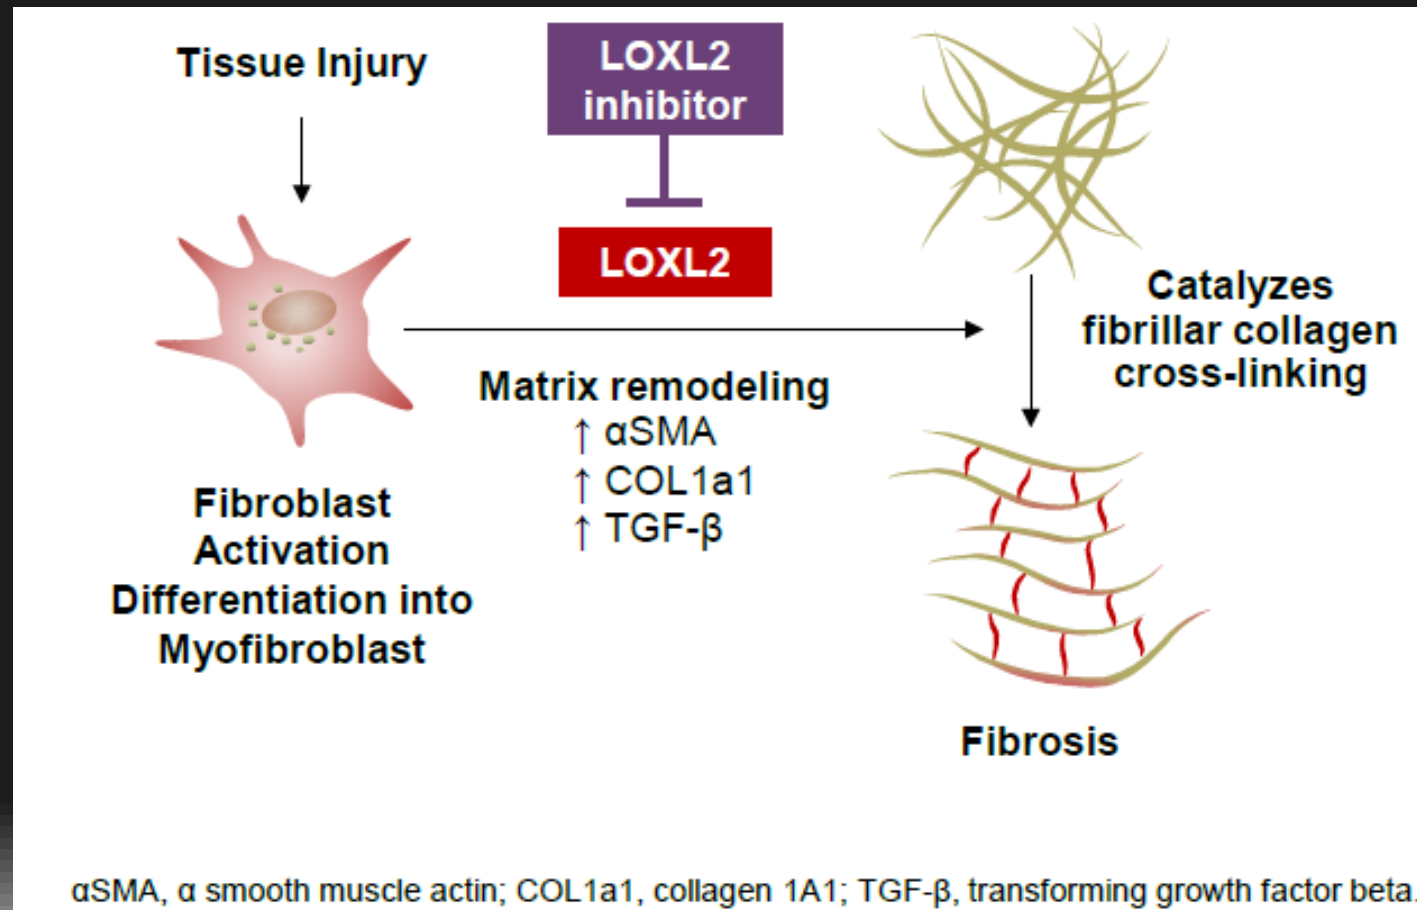 Tissue Injury
LOXL2
inhibitor
LOXL2
Catalyzes
fibrillar collagen
cross-linking
Matrix remodeling
↑ αSMA
↑ COL1a1
↑ TGF-β
Fibroblast
Activation
Differentiation into
Myofibroblast
Fibrosis
αSMA, α smooth muscle actin; COL1a1, collagen 1A1; TGF-β, transforming growth factor beta.